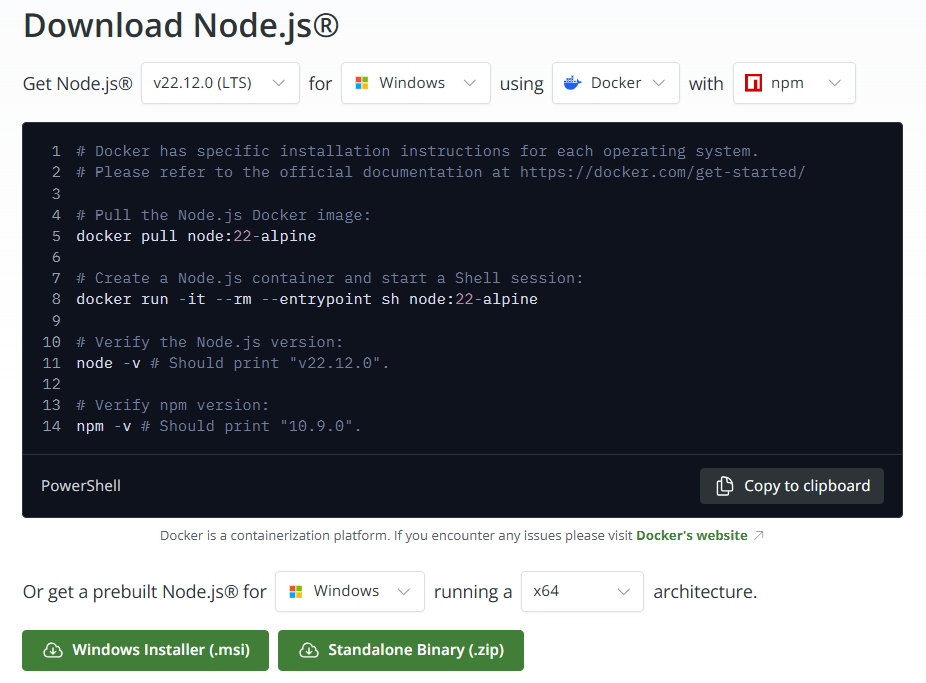 Download Node.js®
Get Node.js® v22.12.0 (LTS) for Windows using Docker with npm
1 # Docker has specific installation instructions for each operating system.
2 # Please refer to the official documentation at https://docker.com/get-started/
3
4 # Pull the Node.js Docker image:
5 docker pull node:22-alpine
6
7 # Create a Node.js container and start a Shell session:
8 docker run -it --rm --entrypoint sh node:22-alpine
9
10 # Verify the Node.js version:
11 node -v # Should print "v22.12.0".
12
13 # Verify npm version:
14 npm -v # Should print "10.9.0".
PowerShell Copy to clipboard
Docker is a containerization platform. If you encounter any issues please visit Docker's website
Or get a prebuilt Node.js® for Windows running a x64 architecture.
Windows Installer (.msi) Standalone Binary (.zip)